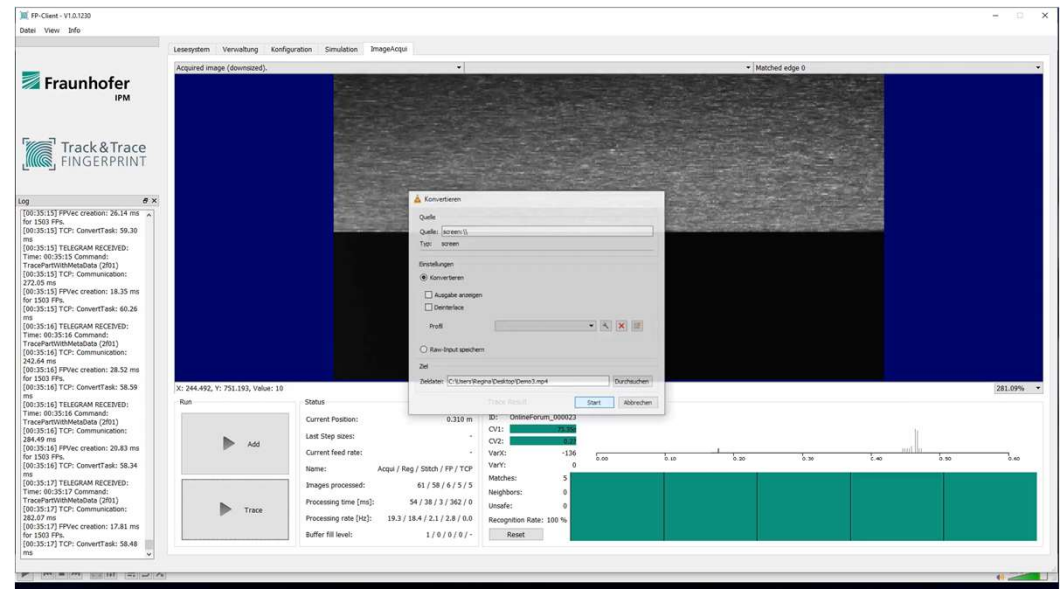 FP-Client - V1.0.1230
Datei View Info
Fraunhofer
IPM
Track & Trace
FINGERPRINT
Log
[00:35:15] FPVec creation: 26.14 ms
for 1503 FPs.
[00:35:15] TCP: ConvertTask: 59.30
ms
[00:35:15] TELEGRAM RECEIVED:
Time: 00:35:15 Command:
TracePartWithMetaData (2f01)
[00:35:15] TCP: Communication:
272.05 ms
[00:35:15] FPVec creation: 18.35 ms
for 1503 FPs.
[00:35:15] TCP: ConvertTask: 60.26
ms
[00:35:16] TELEGRAM RECEIVED:
Time: 00:35:16 Command:
TracePartWithMetaData (2f01)
[00:35:16] TCP: Communication:
242.64 ms
[00:35:16] FPVec creation: 28.52 ms
for 1503 FPs.
[00:35:16] TCP: ConvertTask: 58.59
ms
[00:35:16] TELEGRAM RECEIVED:
Time: 00:35:16 Command:
TracePartWithMetaData (2f01)
[00:35:16] TCP: Communication:
284.49 ms
[00:35:16] FPVec creation: 20.83 ms
for 1503 FPs.
[00:35:16] TCP: ConvertTask: 58.34
ms
[00:35:17] TELEGRAM RECEIVED:
Time: 00:35:17 Command:
TracePartWithMetaData (2f01)
[00:35:17] TCP: Communication:
282.07 ms
[00:35:17] FPVec creation: 17.81 ms
for 1503 FPs.
[00:35:17] TCP: ConvertTask: 58.48
ms
Lesesystem Verwaltung Konfiguration Simulation ImageAcqui
Acquired image (downsized). Matched edge 0
Konvertieren
Quelle
Quelle: screen:\\
Typ: screen
Einstellungen
Konvertieren
Ausgabe anzeigen
Deinterlace
Profil
Raw-Input speichern
Ziel
Zieldatei: C:\Users\Regina\Desktop\Demo3.mp4 Durchsuchen
Start Abbrechen
X: 244.492, Y: 751.193, Value: 10 281.09%
Run
Add
Trace
Status
Current Position: 0.310 m
Last Step sizes: -
Current feed rate: -
Name: Acqui / Reg / Stitch / FP / TCP
Images processed: 61 / 58 / 6 / 5 / 5
Processing time [ms]: 54 / 38 / 3 / 362 / 0
Processing rate [Hz]: 19.3 / 18.4 / 2.1 / 2.8 / 0.0
Buffer fill level: 1 / 0 / 0 / 0 / -
Trace Result
ID: OnlineForum_000023
CV1:
CV2:
VarX: -136
VarY: 0
Matches: 5
Neighbors: 0
Unsafe: 0
Recognition Rate: 100 %
Reset
0.00 0.10 0.20 0.30 0.40 0.50 0.60